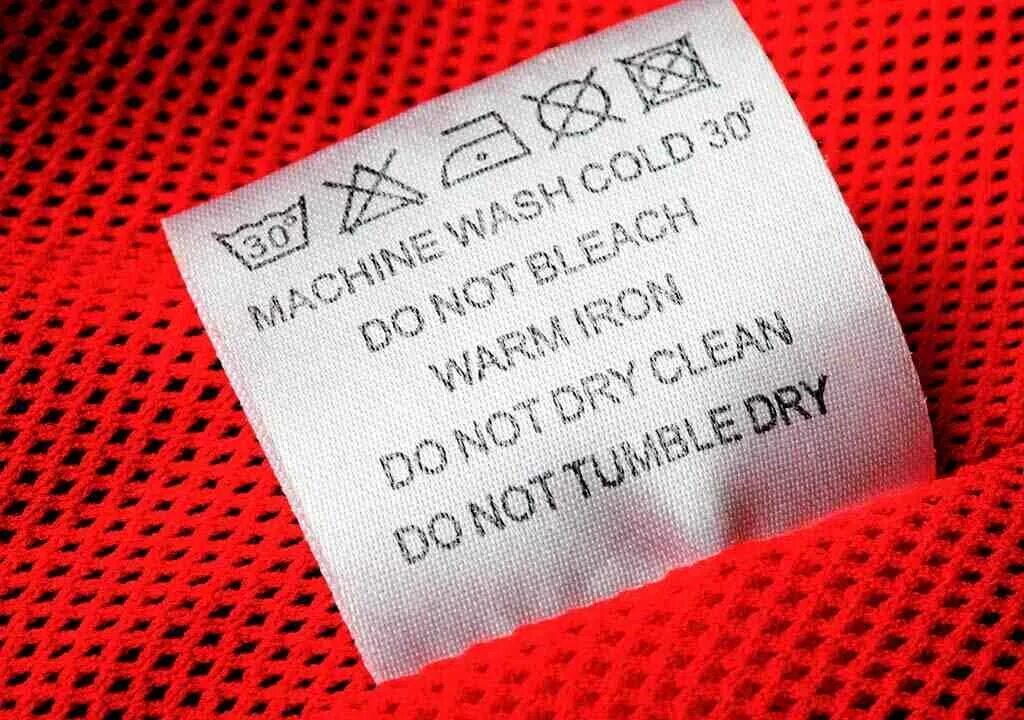 30°
MACHINE WASH COLD 30°
DO NOT BLEACH
WARM IRON
DO NOT DRY CLEAN
DO NOT TUMBLE DRY